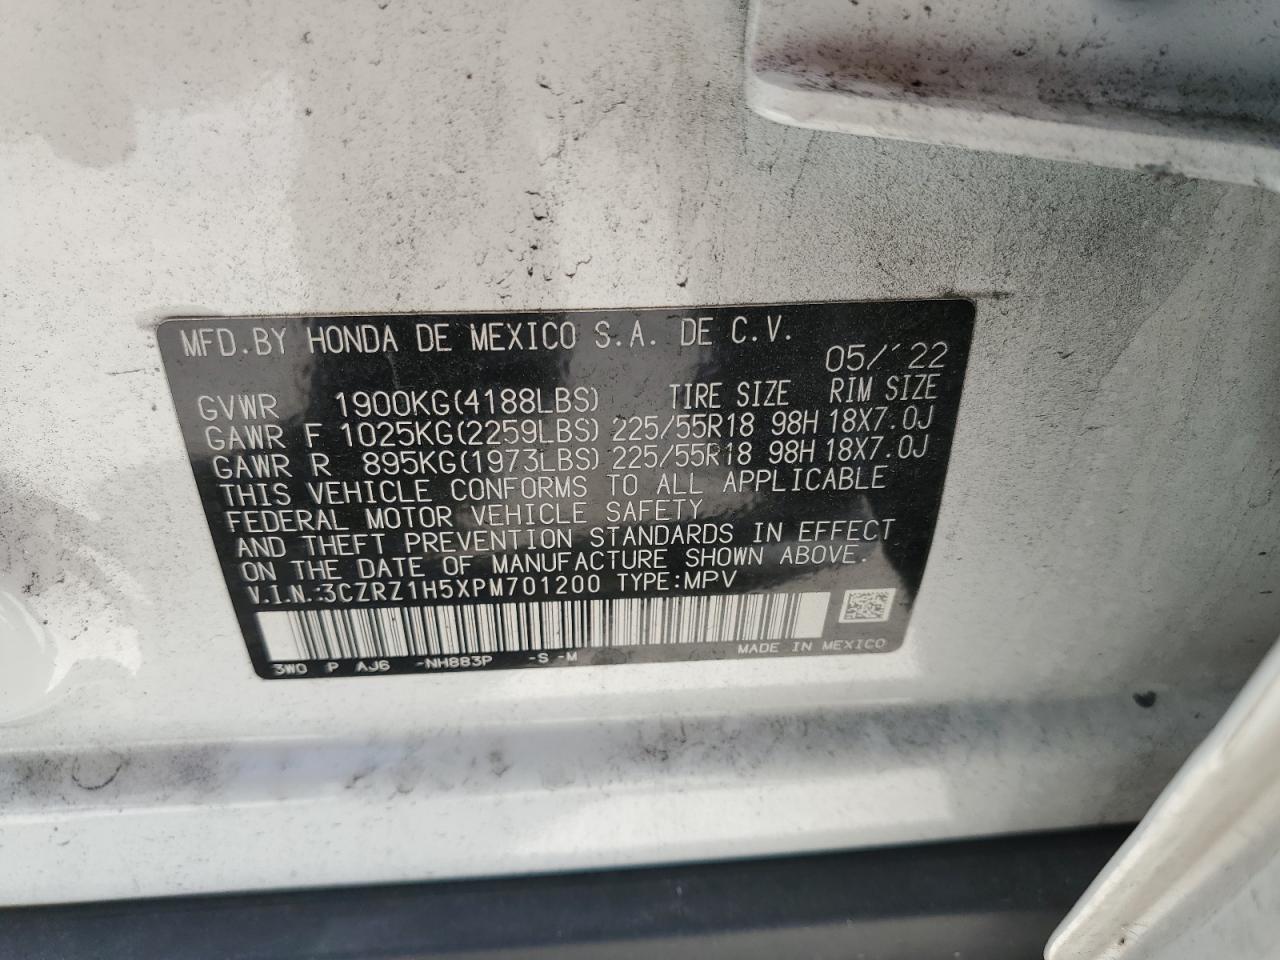 MFD.BY HONDA DE MEXICO S.A. DE C.V.
05/'22
GVWR 1900KG(4188LBS) TIRE SIZE RIM SIZE
GAWR F 1025KG(2259LBS) 225/55R18 98H 18X7.0J
GAWR R 895KG(1973LBS) 225/55R18 98H 18X7.0J
THIS VEHICLE CONFORMS TO ALL APPLICABLE
FEDERAL MOTOR VEHICLE SAFETY
AND THEFT PREVENTION STANDARDS IN EFFECT
ON THE DATE OF MANUFACTURE SHOWN ABOVE.
V.I.N.:3CZRZ1H5XPM701200 TYPE:MPV
3W0 P AJ6 -NH883P -S -M MADE IN MEXICO